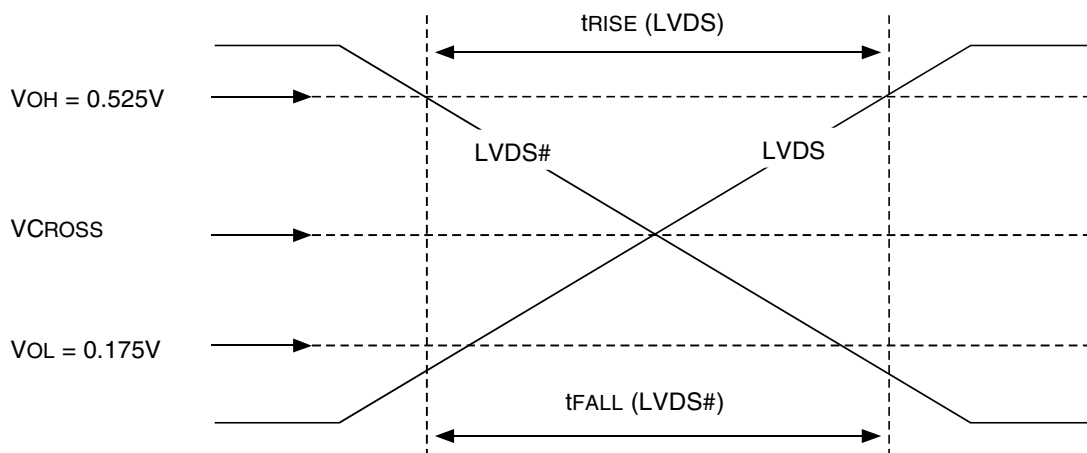 tRISE (LVDS)
VOH = 0.525V
LVDS#
LVDS
VCROSS
VOL = 0.175V
tFALL (LVDS#)